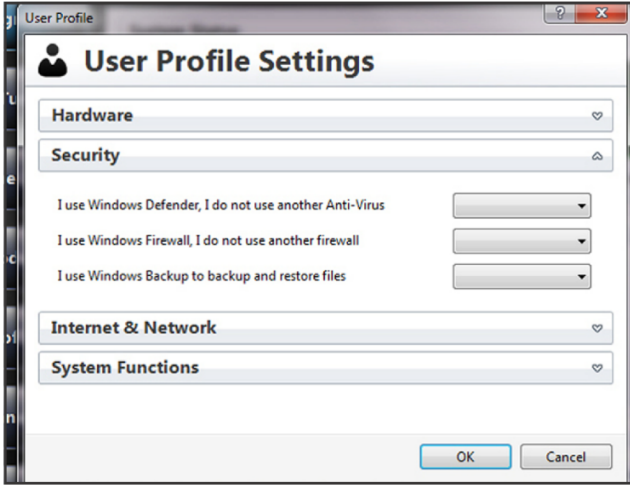 User Profile
User Profile Settings
Hardware
Security
I use Windows Defender, I do not use another Anti-Virus
I use Windows Firewall, I do not use another firewall
I use Windows Backup to backup and restore files
Internet & Network
System Functions
OK
Cancel